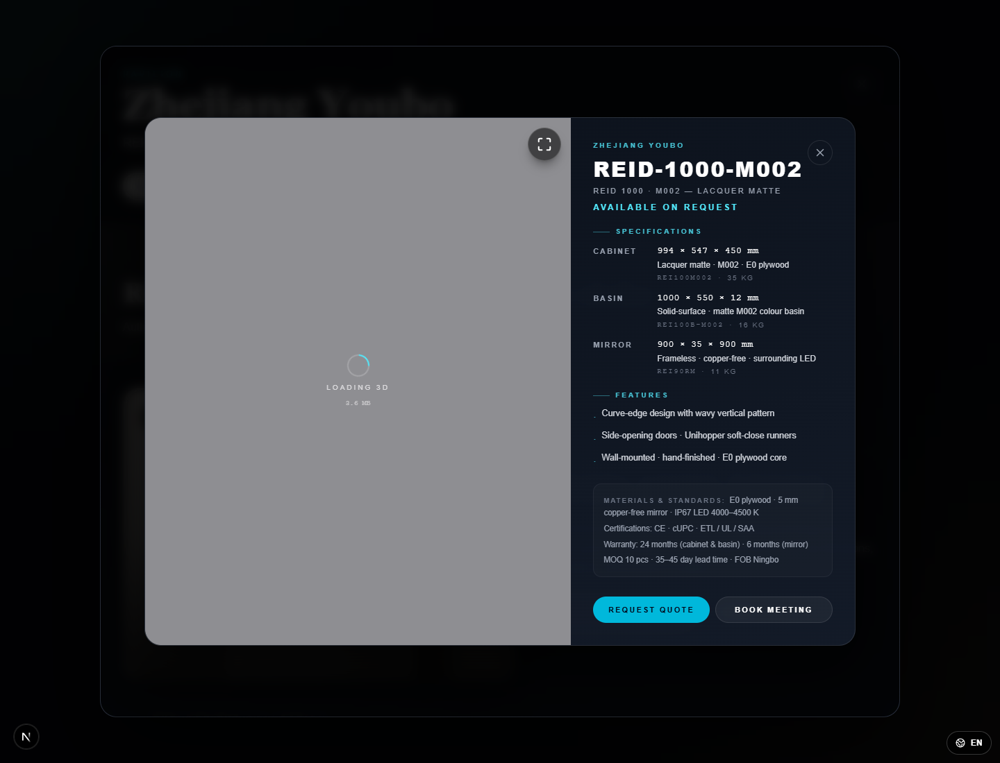 Zhejiang Youbo
ZHEJIANG YOUBO
REID-1000-M002
REID 1000 · M002 — LACQUER MATTE
AVAILABLE ON REQUEST
SPECIFICATIONS
CABINET
994 × 547 × 450 mm
Lacquer matte · M002 · E0 plywood
REI100M002 · 35 KG
BASIN
1000 × 550 × 12 mm
Solid-surface · matte M002 colour basin
REI100B-M002 · 16 KG
MIRROR
900 × 35 × 900 mm
Frameless · copper-free · surrounding LED
REI90RM · 11 KG
FEATURES
· Curve-edge design with wavy vertical pattern
· Side-opening doors · Unihopper soft-close runners
· Wall-mounted · hand-finished · E0 plywood core
MATERIALS & STANDARDS: E0 plywood · 5 mm
copper-free mirror · IP67 LED 4000–4500 K
Certifications: CE · cUPC · ETL / UL / SAA
Warranty: 24 months (cabinet & basin) · 6 months (mirror)
MOQ 10 pcs · 35–45 day lead time · FOB Ningbo
REQUEST QUOTE
BOOK MEETING
LOADING 3D
3.6 MB
N
EN